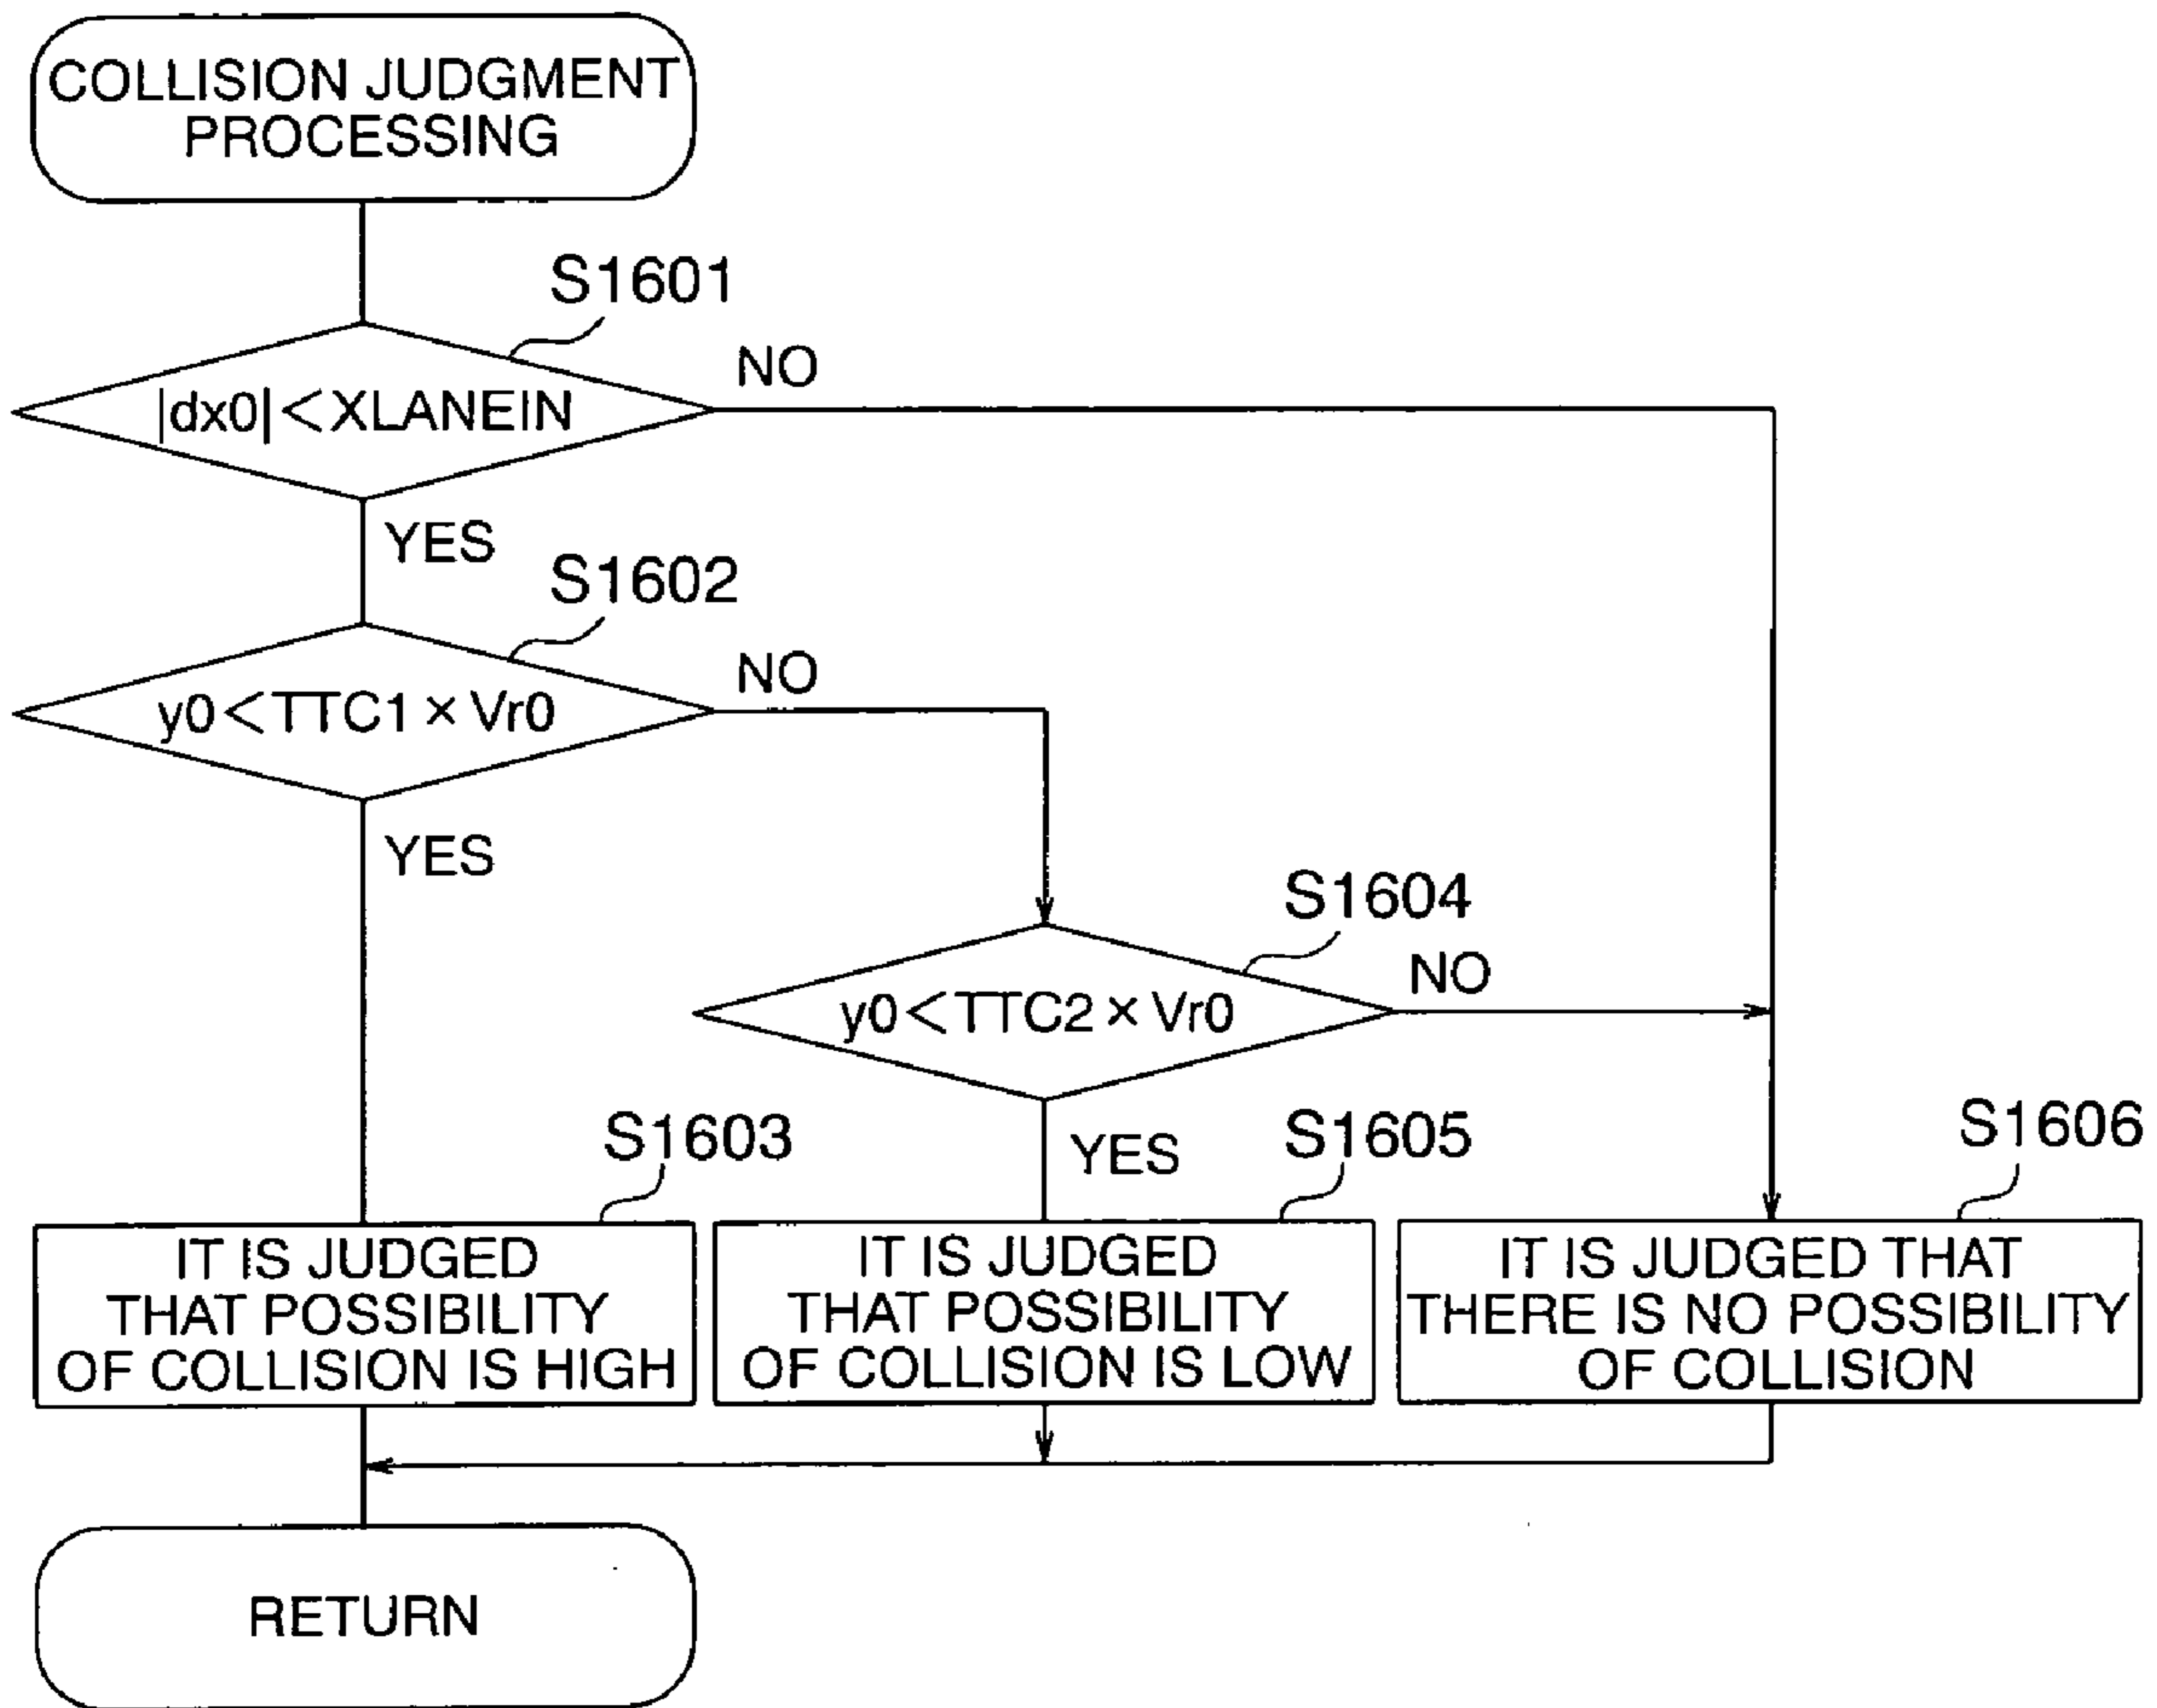 COLLISION JUDGMENT
PROCESSING
S1601
|dx0|<XLANEIN
NO
YES
S1602
y0<TTC1×Vr0
NO
YES
S1604
y0<TTC2×Vr0
NO
YES
S1603
IT IS JUDGED
THAT POSSIBILITY
OF COLLISION IS HIGH
S1605
IT IS JUDGED
THAT POSSIBILITY
OF COLLISION IS LOW
S1606
IT IS JUDGED THAT
THERE IS NO POSSIBILITY
OF COLLISION
RETURN